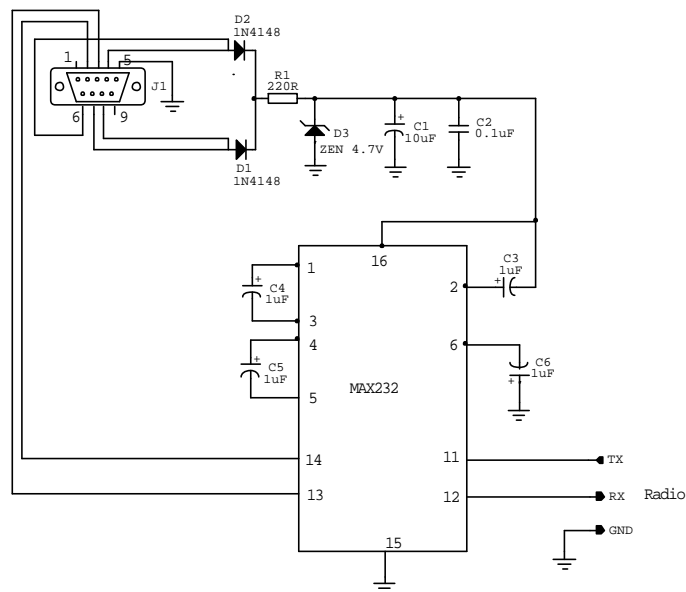 D2
1N4148
1
5
J1
6
9
R1
220R
D3
ZEN 4.7V
C1
10uF
C2
0.1uF
D1
1N4148
16
1
2
C3
1uF
C4
1uF
3
4
6
C5
1uF
C6
1uF
5
MAX232
14
11
TX
13
12
RX
Radio
GND
15